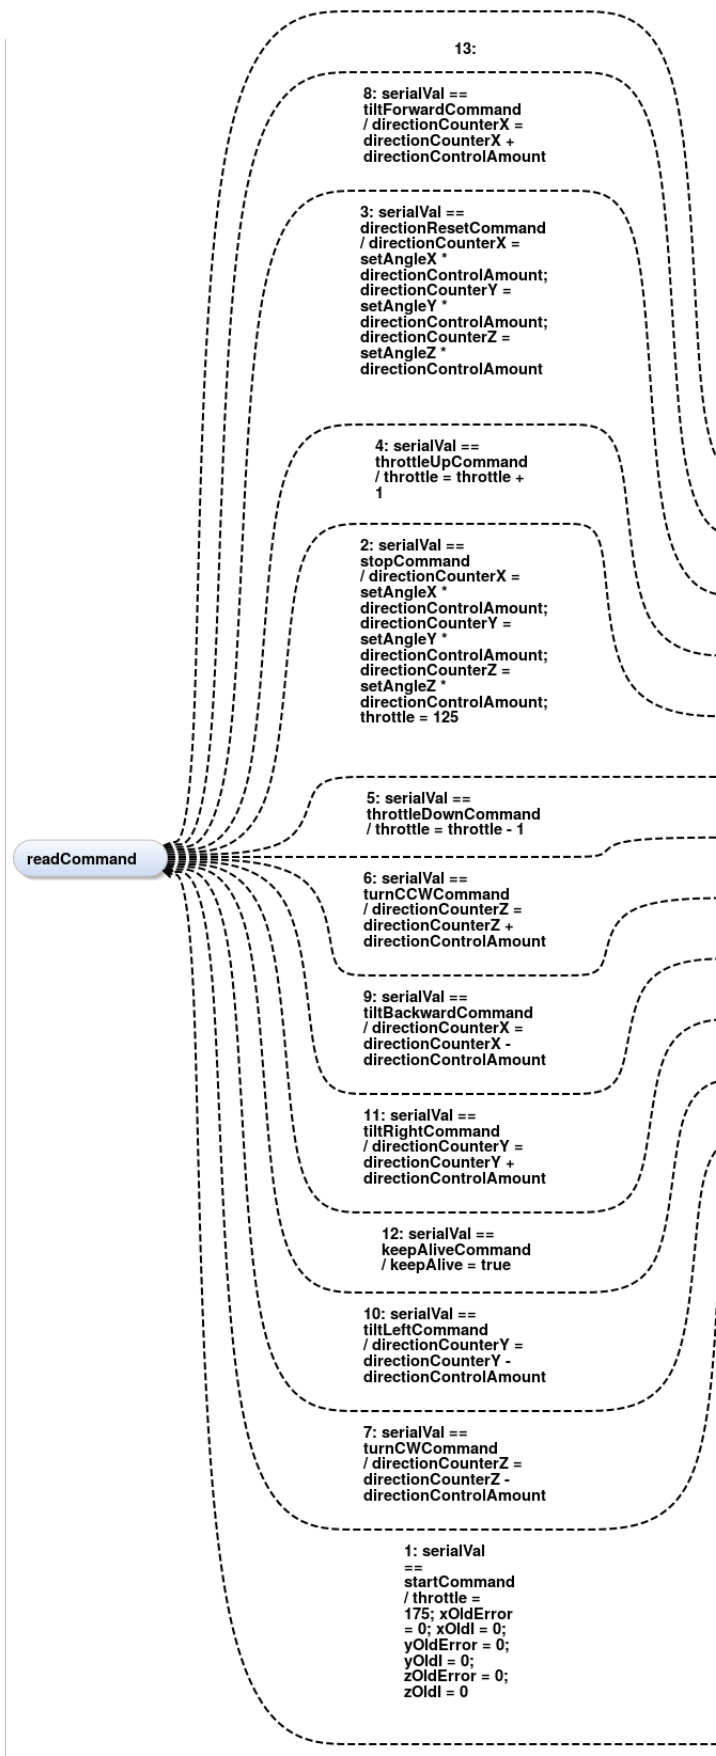 13:
8: serialVal ==
tiltForwardCommand
/ directionCounterX =
directionCounterX +
directionControlAmount
3: serialVal ==
directionResetCommand
/ directionCounterX =
setAngleX *
directionControlAmount;
directionCounterY =
setAngleY *
directionControlAmount;
directionCounterZ =
setAngleZ *
directionControlAmount
4: serialVal ==
throttleUpCommand
/ throttle = throttle +
1
2: serialVal ==
stopCommand
/ directionCounterX =
setAngleX *
directionControlAmount;
directionCounterY =
setAngleY *
directionControlAmount;
directionCounterZ =
setAngleZ *
directionControlAmount;
throttle = 125
5: serialVal ==
throttleDownCommand
/ throttle = throttle - 1
readCommand
6: serialVal ==
turnCCWCommand
/ directionCounterZ =
directionCounterZ +
directionControlAmount
9: serialVal ==
tiltBackwardCommand
/ directionCounterX =
directionCounterX -
directionControlAmount
11: serialVal ==
tiltRightCommand
/ directionCounterY =
directionCounterY +
directionControlAmount
12: serialVal ==
keepAliveCommand
/ keepAlive = true
10: serialVal ==
tiltLeftCommand
/ directionCounterY =
directionCounterY -
directionControlAmount
7: serialVal ==
turnCWCommand
/ directionCounterZ =
directionCounterZ -
directionControlAmount
1: serialVal
==
startCommand
/ throttle =
175; xOldError
= 0; xOldI = 0;
yOldError = 0;
yOldI = 0;
zOldError = 0;
zOldI = 0